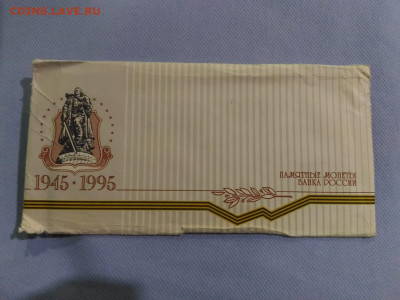 COINS.LAVE.RU
1945 · 1995
ПАМЯТНЫЕ МОНЕТЫ
БАНКА РОССИИ